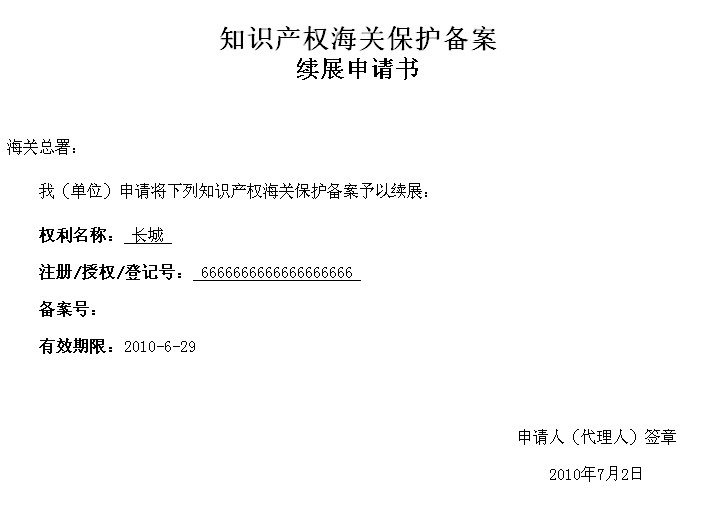 知识产权海关保护备案
续展申请书
海关总署：
我（单位）申请将下列知识产权海关保护备案予以续展：
权利名称： 长城
注册/授权/登记号： 6666666666666666666
备案号：
有效期限：2010-6-29
申请人（代理人）签章
2010年7月2日